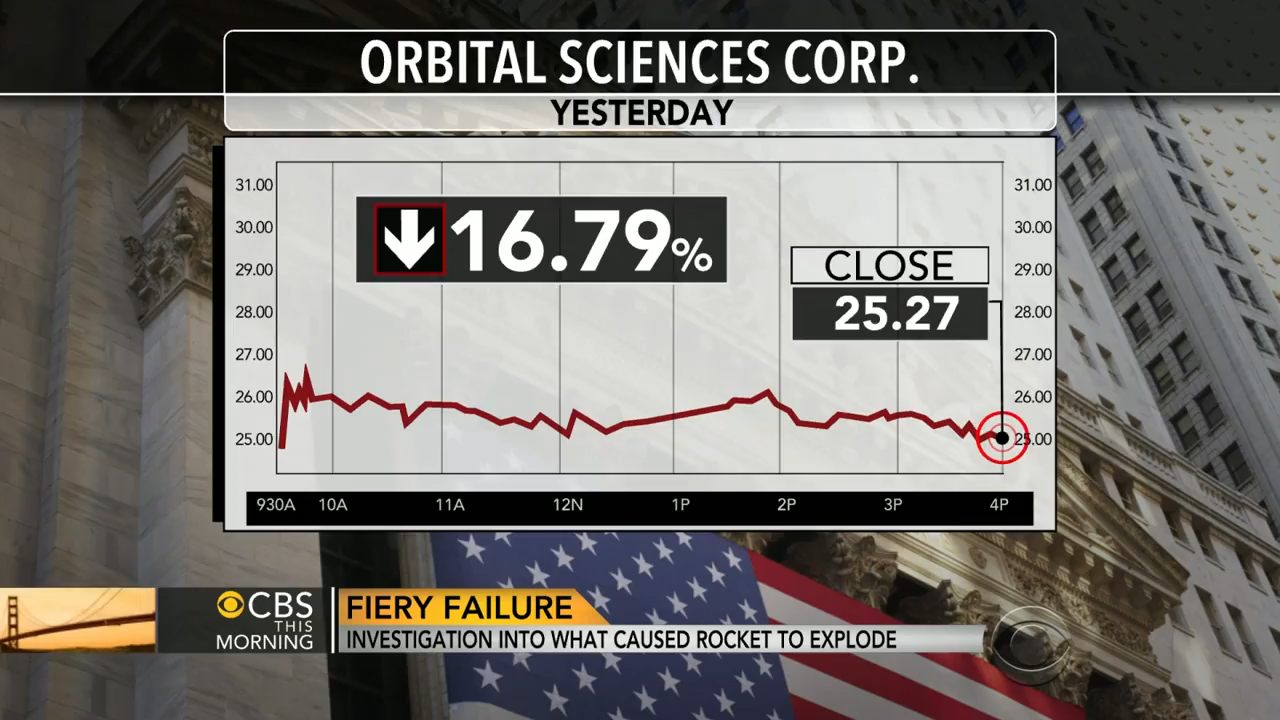 ORBITAL SCIENCES CORP.
YESTERDAY
31.00 31.00
30.00 30.00
29.00 29.00
28.00 28.00
27.00 27.00
26.00 26.00
25.00 25.00
16.79%
CLOSE
25.27
930A 10A 11A 12N 1P 2P 3P 4P
CBS
THIS
MORNING
FIERY FAILURE
INVESTIGATION INTO WHAT CAUSED ROCKET TO EXPLODE